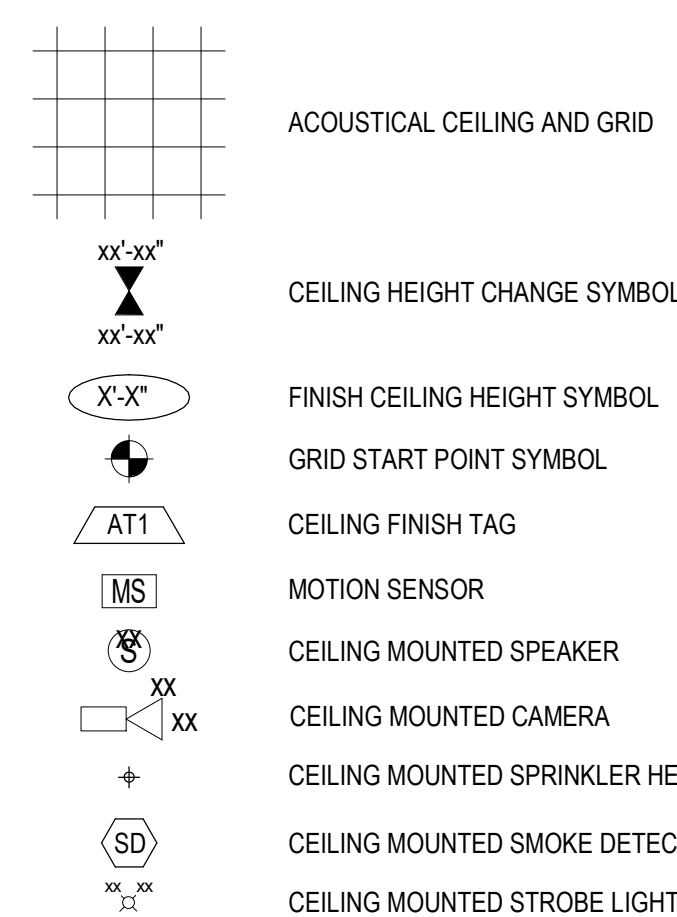 ACOUSTICAL CEILING AND GRID
xx'-xx"
CEILING HEIGHT CHANGE SYMBOL
xx'-xx"
X'-X" FINISH CEILING HEIGHT SYMBOL
GRID START POINT SYMBOL
AT1 CEILING FINISH TAG
MS MOTION SENSOR
XX
S CEILING MOUNTED SPEAKER
XX
XX CEILING MOUNTED CAMERA
CEILING MOUNTED SPRINKLER HE
SD CEILING MOUNTED SMOKE DETEC
XX XX
CEILING MOUNTED STROBE LIGHT